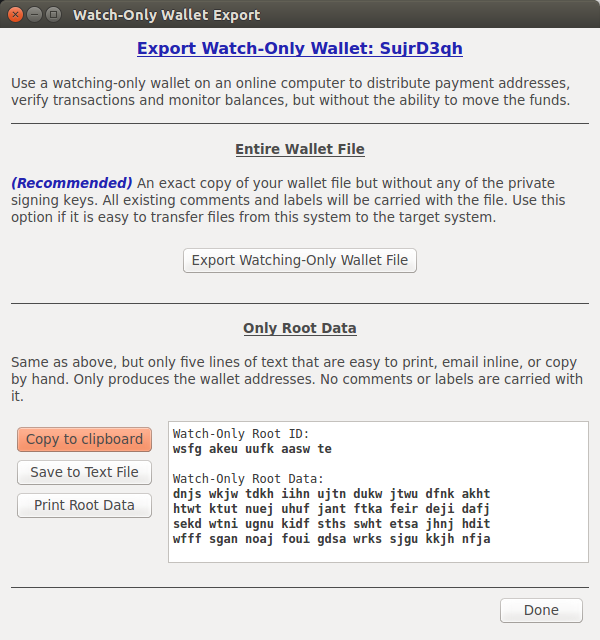 Watch-Only Wallet Export
Export Watch-Only Wallet: SujrD3qh
Use a watching-only wallet on an online computer to distribute payment addresses,
verify transactions and monitor balances, but without the ability to move the funds.
Entire Wallet File
(Recommended) An exact copy of your wallet file but without any of the private
signing keys. All existing comments and labels will be carried with the file. Use this
option if it is easy to transfer files from this system to the target system.
Export Watching-Only Wallet File
Only Root Data
Same as above, but only five lines of text that are easy to print, email inline, or copy
by hand. Only produces the wallet addresses. No comments or labels are carried with
it.
Copy to clipboard
Save to Text File
Print Root Data
Watch-Only Root ID:
wsfg akeu uufk aasw te
Watch-Only Root Data:
dnjs wkjw tdkh iihn ujtn dukw jtwu dfnk akht
htwt ktut nuej uhuf jant ftka feir deji dafj
sekd wtni ugnu kidf sths swht etsa jhnj hdit
wfff sgan noaj foui gdsa wrks sjgu kkjh nfja
Done